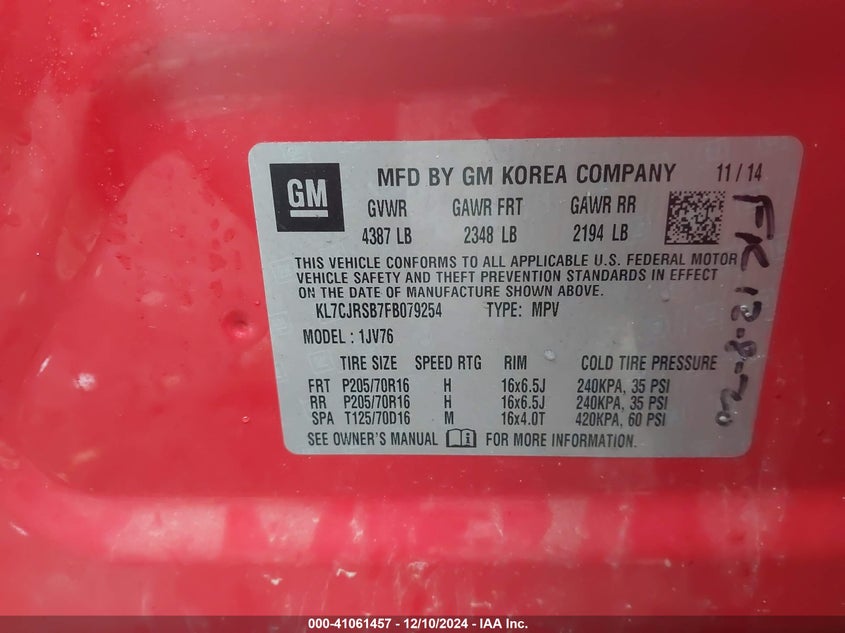 GM
MFD BY GM KOREA COMPANY 11/14
GVWR GAWR FRT GAWR RR
4387 LB 2348 LB 2194 LB
THIS VEHICLE CONFORMS TO ALL APPLICABLE U.S. FEDERAL MOTOR
VEHICLE SAFETY AND THEFT PREVENTION STANDARDS IN EFFECT
ON THE DATE OF MANUFACTURE SHOWN ABOVE.
KL7CJRSB7FB079254 TYPE: MPV
MODEL : 1JV76
TIRE SIZE SPEED RTG RIM COLD TIRE PRESSURE
FRT P205/70R16 H 16x6.5J 240KPA, 35 PSI
RR P205/70R16 H 16x6.5J 240KPA, 35 PSI
SPA T125/70D16 M 16x4.0T 420KPA, 60 PSI
SEE OWNER'S MANUAL FOR MORE INFORMATION.
FK 12-8-20
000-41061457 - 12/10/2024 - IAA Inc.